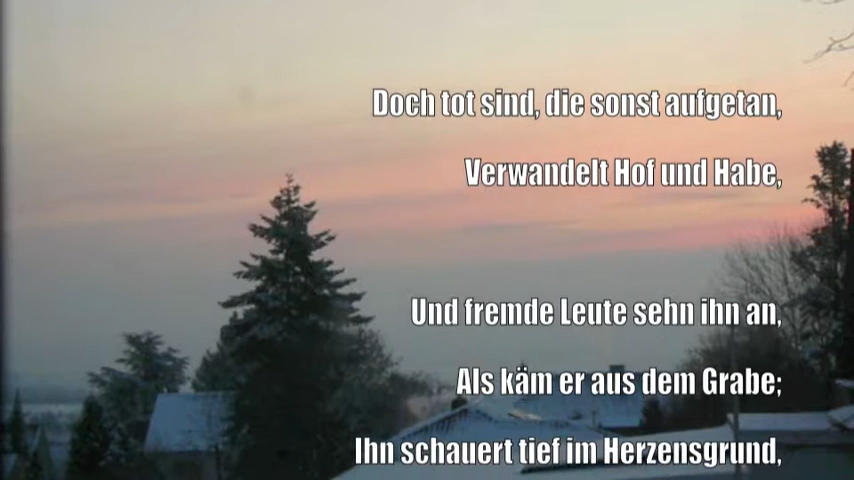 Doch tot sind, die sonst aufgetan,
Verwandelt Hof und Habe,
Und fremde Leute sehn ihn an,
Als käm er aus dem Grabe;
Ihn schauert tief im Herzensgrund,